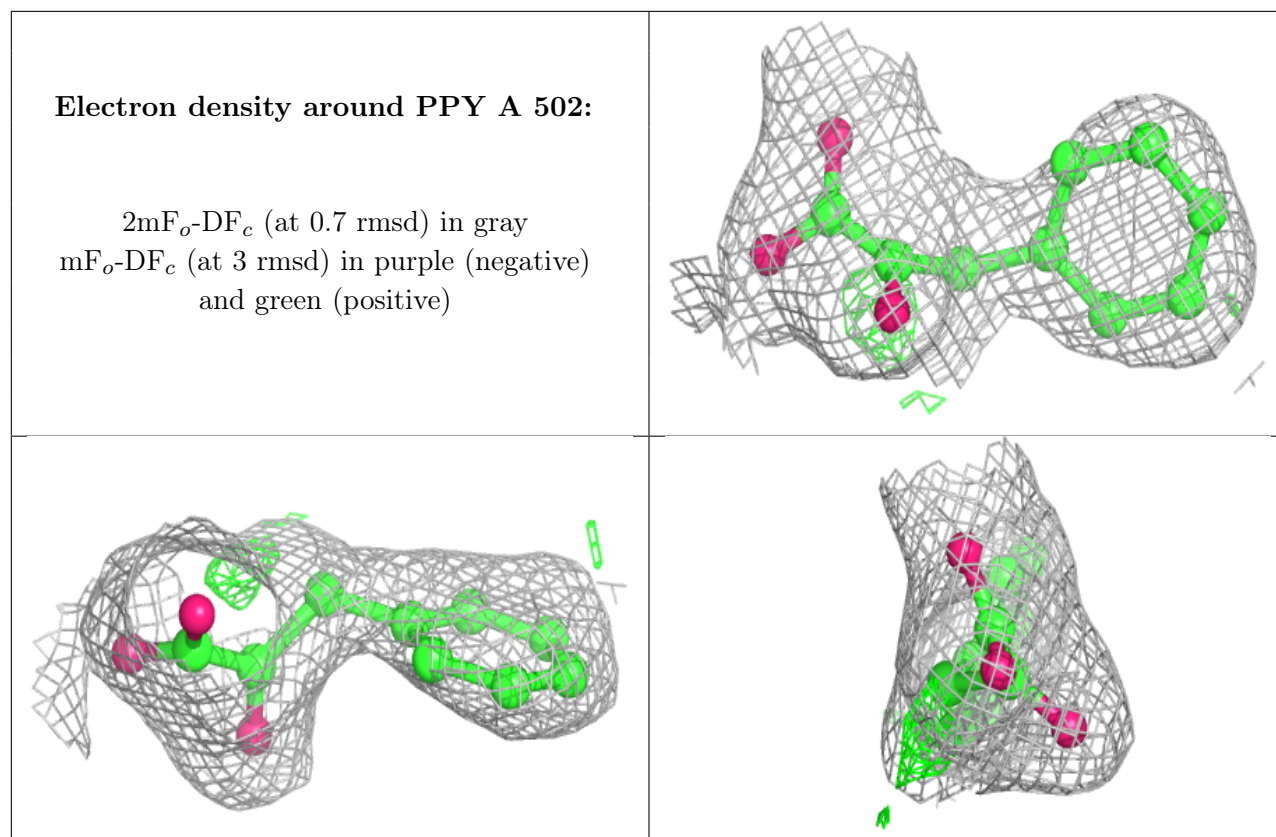 Electron density around PPY A 502:
2mFo-DFc (at 0.7 rmsd) in gray
mFo-DFc (at 3 rmsd) in purple (negative)
and green (positive)